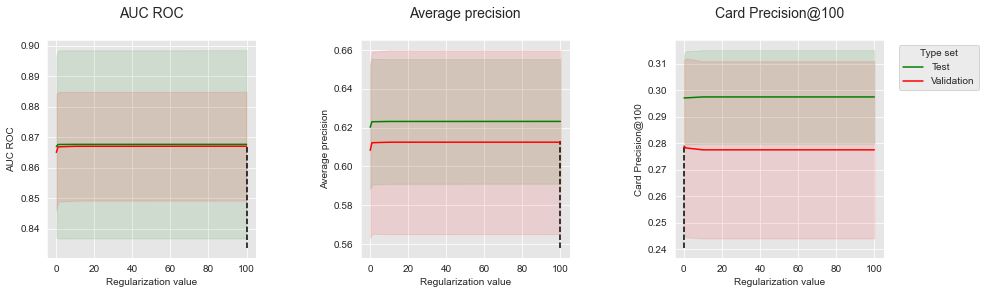 AUC ROC
AUC ROC
0.90
0.89
0.88
0.87
0.86
0.85
0.84
0 20 40 60 80 100
Regularization value
Average precision
Average precision
0.66
0.64
0.62
0.60
0.58
0.56
0 20 40 60 80 100
Regularization value
Card Precision@100
Card Precision@100
0.31
0.30
0.29
0.28
0.27
0.26
0.25
0.24
0 20 40 60 80 100
Regularization value
Type set
Test
Validation